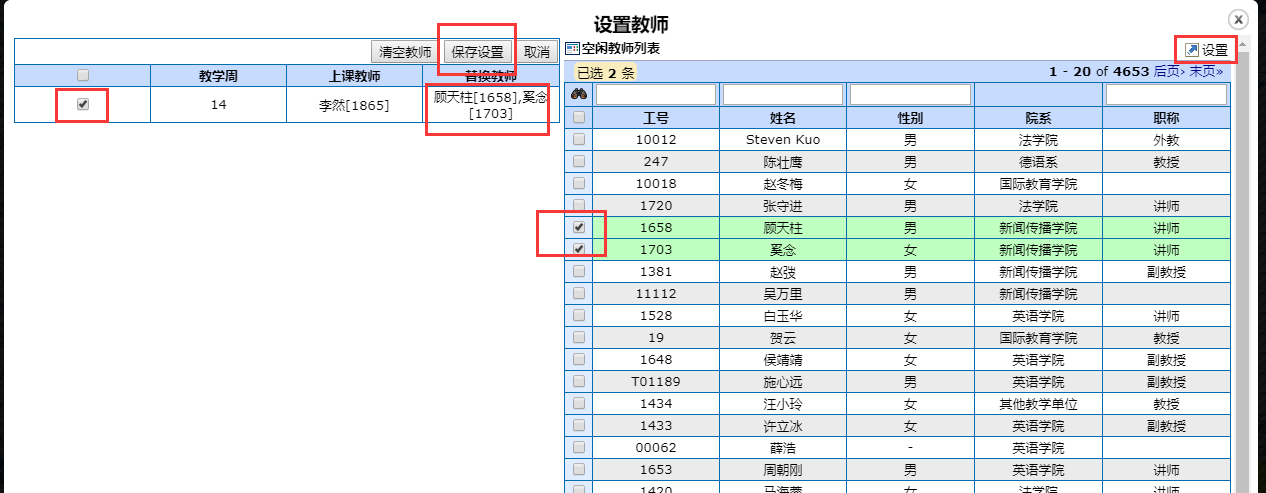 设置教师
清空教师 保存设置 取消
教学周 上课教师 替换教师
14 李然[1865] 顾天柱[1658],奚念
[1703]
空闲教师列表 设置
已选 2 条 1 - 20 of 4653 后页› 末页»
工号 姓名 性别 院系 职称
10012 Steven Kuo 男 法学院 外教
247 陈壮鹰 男 德语系 教授
10018 赵冬梅 女 国际教育学院
1720 张守进 男 法学院 讲师
1658 顾天柱 男 新闻传播学院 讲师
1703 奚念 女 新闻传播学院 讲师
1381 赵弢 男 新闻传播学院 副教授
11112 吴万里 男 新闻传播学院
1528 白玉华 女 英语学院 讲师
19 贺云 女 国际教育学院 教授
1648 侯靖靖 女 英语学院 副教授
T01189 施心远 男 英语学院 副教授
1434 汪小玲 女 其他教学单位 教授
1433 许立冰 女 英语学院 副教授
00062 薛浩 - 英语学院
1653 周朝刚 男 英语学院 讲师
1420 马海蓉 女 法学院 讲师